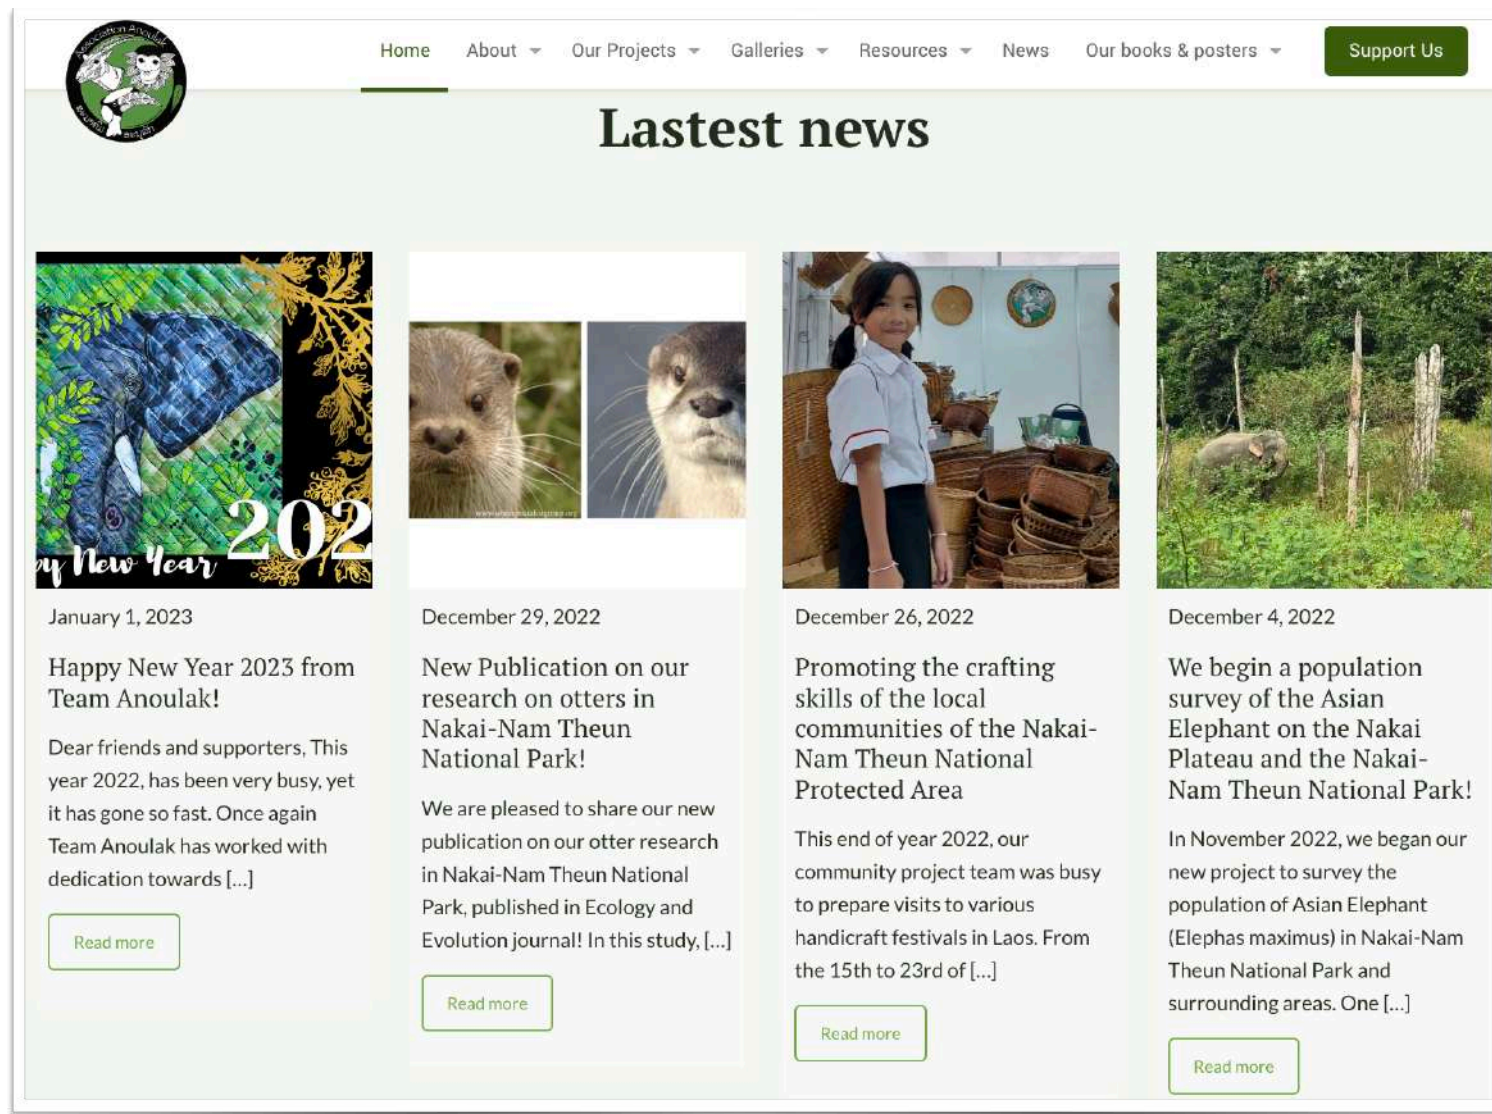 Association Anoulak
Home About Our Projects Galleries Resources News Our books & posters Support Us
Lastest news
202
py New Year
January 1, 2023
Happy New Year 2023 from
Team Anoulak!
Dear friends and supporters, This
year 2022, has been very busy, yet
it has gone so fast. Once again
Team Anoulak has worked with
dedication towards [...]
Read more
December 29, 2022
New Publication on our
research on otters in
Nakai-Nam Theun
National Park!
We are pleased to share our new
publication on our otter research
in Nakai-Nam Theun National
Park, published in Ecology and
Evolution journal! In this study, [...]
Read more
December 26, 2022
Promoting the crafting
skills of the local
communities of the Nakai-
Nam Theun National
Protected Area
This end of year 2022, our
community project team was busy
to prepare visits to various
handicraft festivals in Laos. From
the 15th to 23rd of [...]
Read more
December 4, 2022
We begin a population
survey of the Asian
Elephant on the Nakai
Plateau and the Nakai-
Nam Theun National Park!
In November 2022, we began our
new project to survey the
population of Asian Elephant
(Elephas maximus) in Nakai-Nam
Theun National Park and
surrounding areas. One [...]
Read more